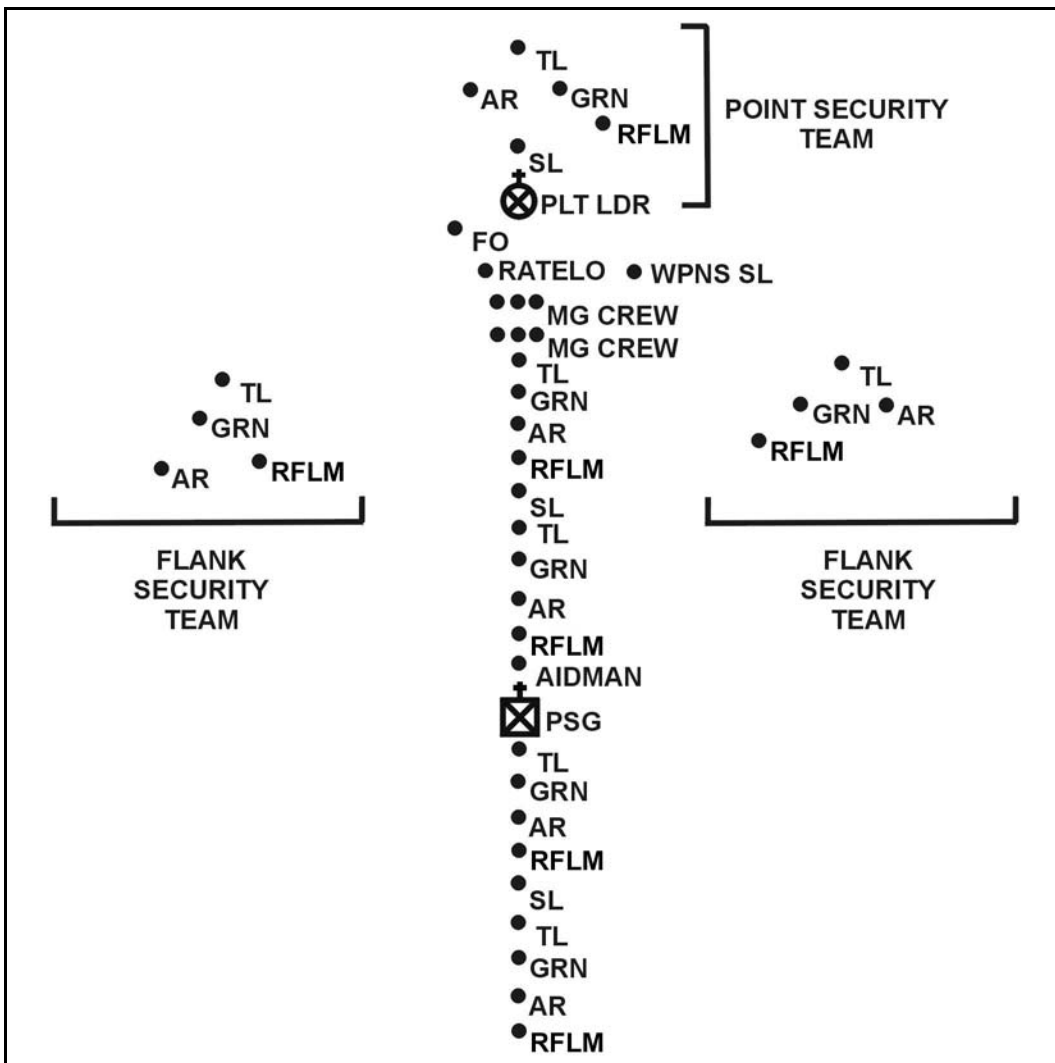 TL
AR
GRN
RFLM
POINT SECURITY
TEAM
SL
PLT LDR
FO
RATELO
WPNS SL
MG CREW
MG CREW
TL
GRN
AR
RFLM
SL
TL
GRN
AR
RFLM
AIDMAN
PSG
TL
GRN
AR
RFLM
SL
TL
GRN
AR
RFLM
TL
GRN
AR
RFLM
FLANK
SECURITY
TEAM
TL
GRN
AR
RFLM
FLANK
SECURITY
TEAM